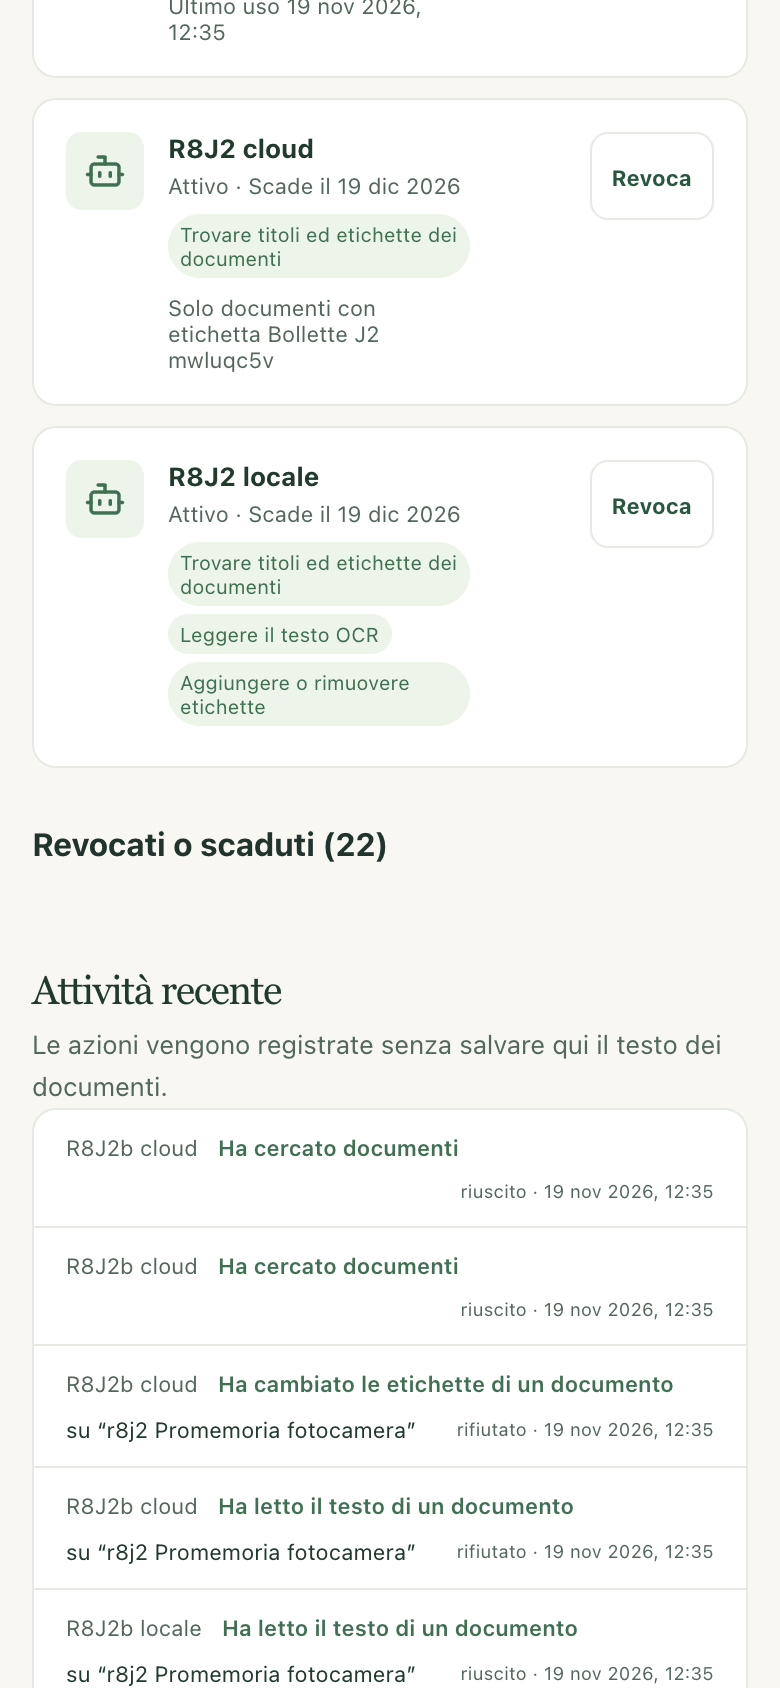 Ultimo uso 19 nov 2026,
12:35
R8J2 cloud
Attivo · Scade il 19 dic 2026
Revoca
Trovare titoli ed etichette dei
documenti
Solo documenti con
etichetta Bollette J2
mwluqc5v
R8J2 locale
Attivo · Scade il 19 dic 2026
Revoca
Trovare titoli ed etichette dei
documenti
Leggere il testo OCR
Aggiungere o rimuovere
etichette
Revocati o scaduti (22)
Attività recente
Le azioni vengono registrate senza salvare qui il testo dei
documenti.
R8J2b cloud Ha cercato documenti
riuscito · 19 nov 2026, 12:35
R8J2b cloud Ha cercato documenti
riuscito · 19 nov 2026, 12:35
R8J2b cloud Ha cambiato le etichette di un documento
su “r8j2 Promemoria fotocamera” rifiutato · 19 nov 2026, 12:35
R8J2b cloud Ha letto il testo di un documento
su “r8j2 Promemoria fotocamera” rifiutato · 19 nov 2026, 12:35
R8J2b locale Ha letto il testo di un documento
su “r8j2 Promemoria fotocamera” riuscito · 19 nov 2026, 12:35